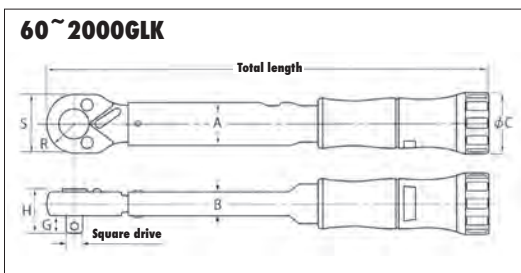 60~2000GLK
Total length
S
R
A
φC
H
G
B
Square drive